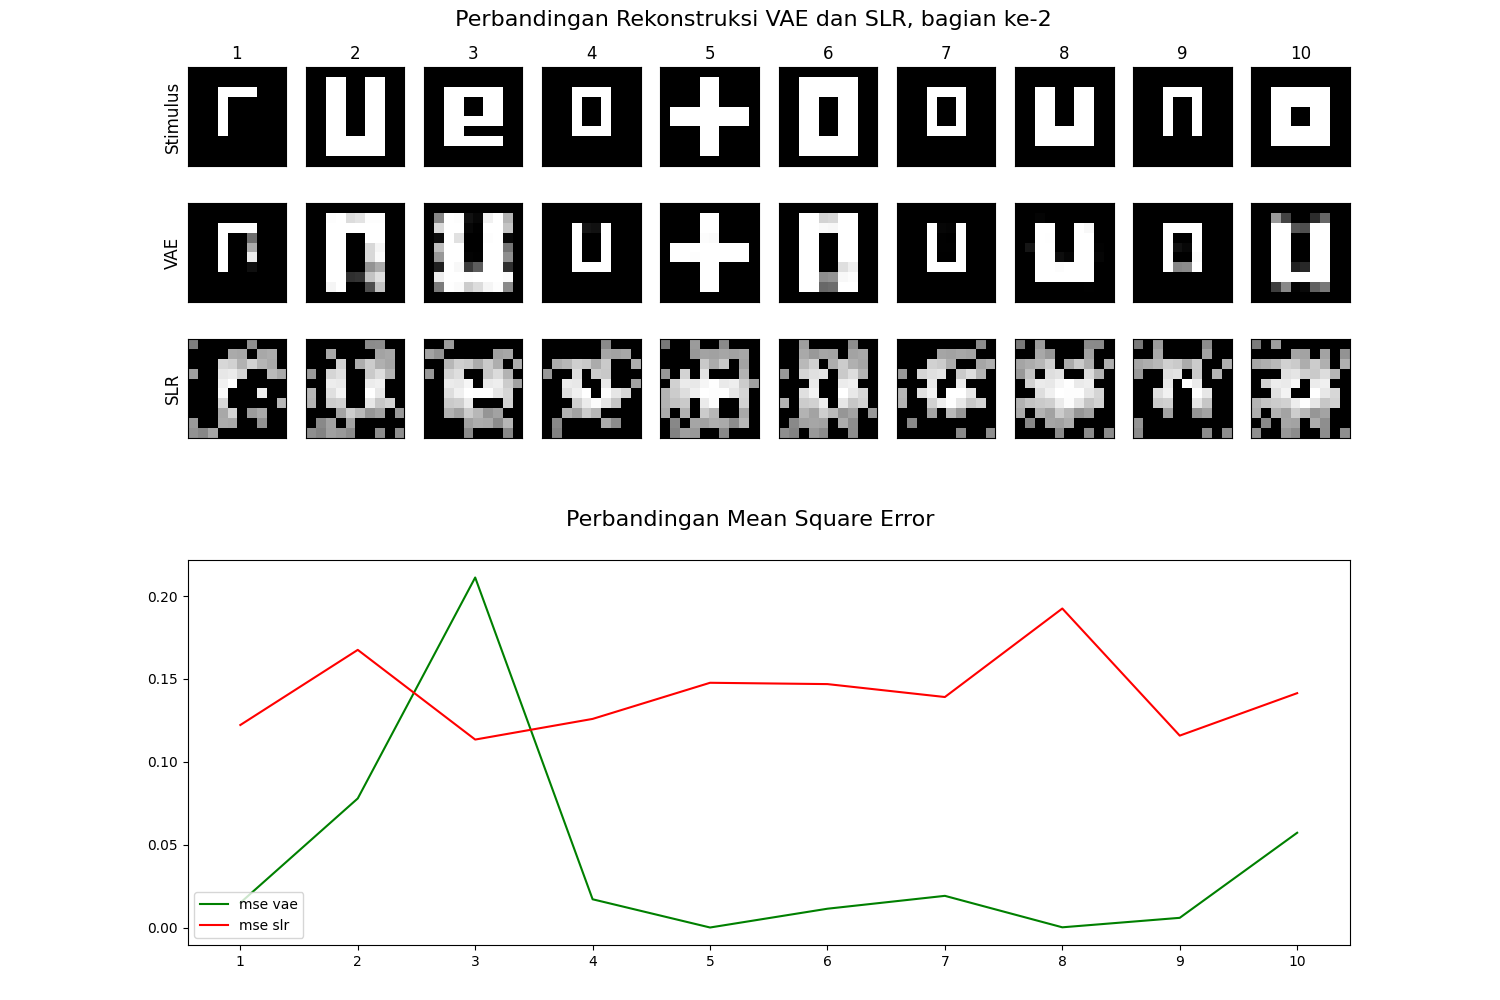 Perbandingan Rekonstruksi VAE dan SLR, bagian ke-2
1 2 3 4 5 6 7 8 9 10
Stimulus
VAE
SLR
Perbandingan Mean Square Error
0.20
0.15
0.10
0.05
0.00
mse vae
mse slr
1 2 3 4 5 6 7 8 9 10